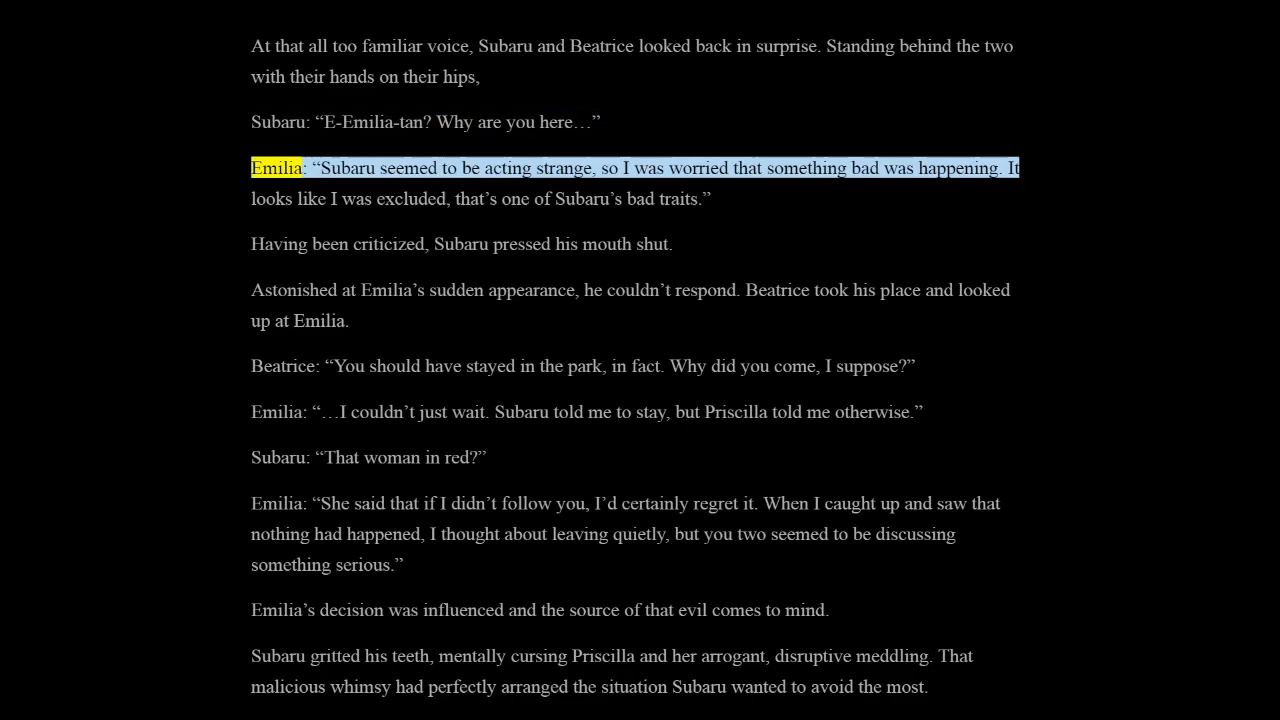 At that all too familiar voice, Subaru and Beatrice looked back in surprise. Standing behind the two
with their hands on their hips,
Subaru: “E-Emilia-tan? Why are you here…”
Emilia: “Subaru seemed to be acting strange, so I was worried that something bad was happening. It
looks like I was excluded, that’s one of Subaru’s bad traits.”
Having been criticized, Subaru pressed his mouth shut.
Astonished at Emilia’s sudden appearance, he couldn’t respond. Beatrice took his place and looked
up at Emilia.
Beatrice: “You should have stayed in the park, in fact. Why did you come, I suppose?”
Emilia: “…I couldn’t just wait. Subaru told me to stay, but Priscilla told me otherwise.”
Subaru: “That woman in red?”
Emilia: “She said that if I didn’t follow you, I’d certainly regret it. When I caught up and saw that
nothing had happened, I thought about leaving quietly, but you two seemed to be discussing
something serious.”
Emilia’s decision was influenced and the source of that evil comes to mind.
Subaru gritted his teeth, mentally cursing Priscilla and her arrogant, disruptive meddling. That
malicious whimsy had perfectly arranged the situation Subaru wanted to avoid the most.